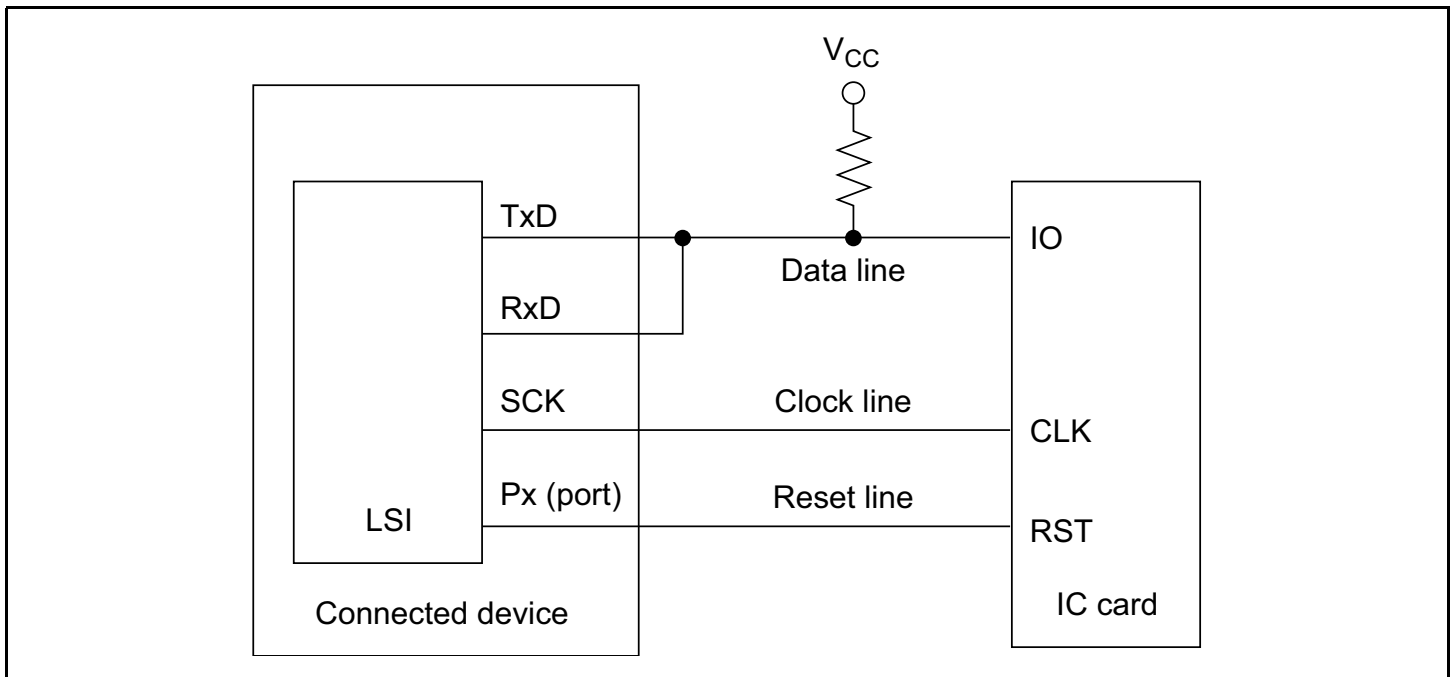 VCC
TxD
IO
Data line
RxD
SCK
Clock line
CLK
Px (port)
Reset line
LSI
RST
Connected device
IC card